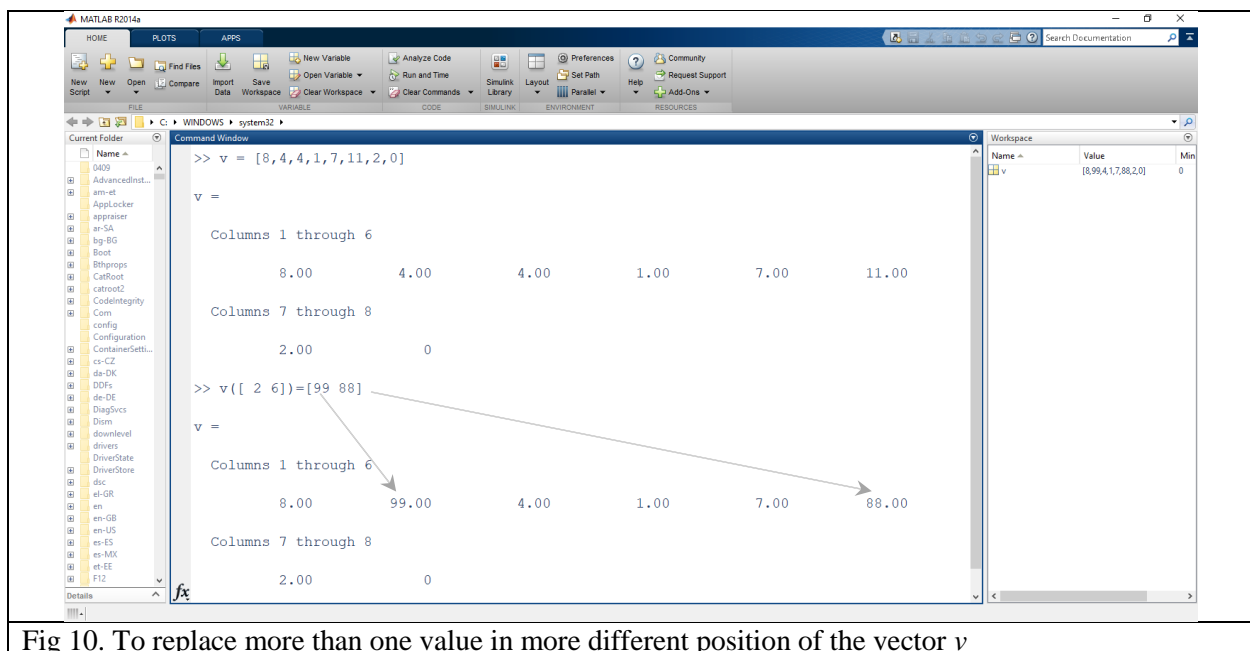 MATLAB R2014a
HOME PLOTS APPS
Search Documentation
New Script
New
Open
Find Files
Compare
Import Data
Save Workspace
New Variable
Open Variable
Clear Workspace
Analyze Code
Run and Time
Clear Commands
Simulink Library
Layout
Preferences
Set Path
Parallel
Help
Community
Request Support
Add-Ons
FILE VARIABLE CODE SIMULINK ENVIRONMENT RESOURCES
C: WINDOWS system32
Current Folder
Name
0409
AdvancedInst...
am-et
AppLocker
appraiser
ar-SA
bg-BG
Boot
Bthprops
CatRoot
catroot2
CodeIntegrity
Com
config
Configuration
ContainerSetti...
cs-CZ
da-DK
DDFs
de-DE
DiagSvcs
Dism
downlevel
drivers
DriverState
DriverStore
dsc
el-GR
en
en-GB
en-US
es-ES
es-MX
et-EE
F12
Details
Command Window
>> v = [8,4,4,1,7,11,2,0]
v =
Columns 1 through 6
8.00 4.00 4.00 1.00 7.00 11.00
Columns 7 through 8
2.00 0
>> v([ 2 6])=[99 88]
v =
Columns 1 through 6
8.00 99.00 4.00 1.00 7.00 88.00
Columns 7 through 8
2.00 0
fx
Workspace
Name Value Min
v [8,99,4,1,7,88,2,0] 0
Fig 10. To replace more than one value in more different position of the vector v